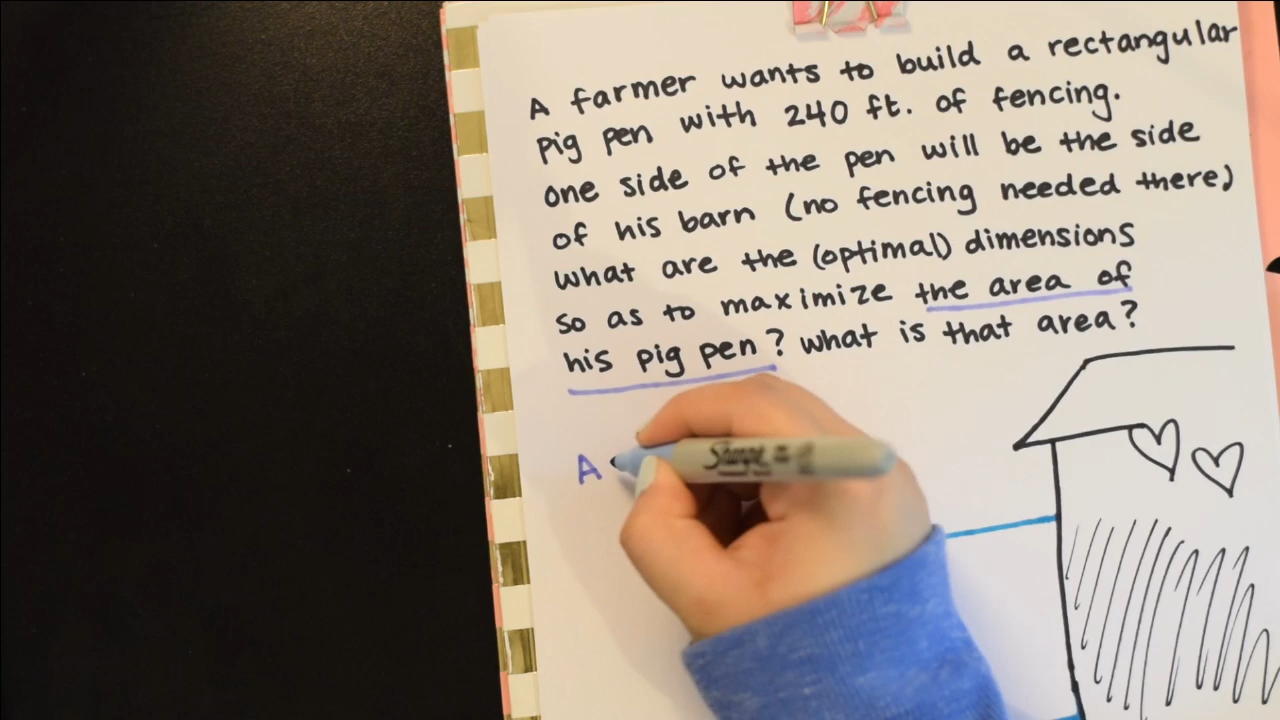 A farmer wants to build a rectangular
pig pen with 240 ft. of fencing.
one side of the pen will be the side
of his barn (no fencing needed there)
what are the (optimal) dimensions
so as to maximize the area of
his pig pen? what is that area?
A
Sharpie